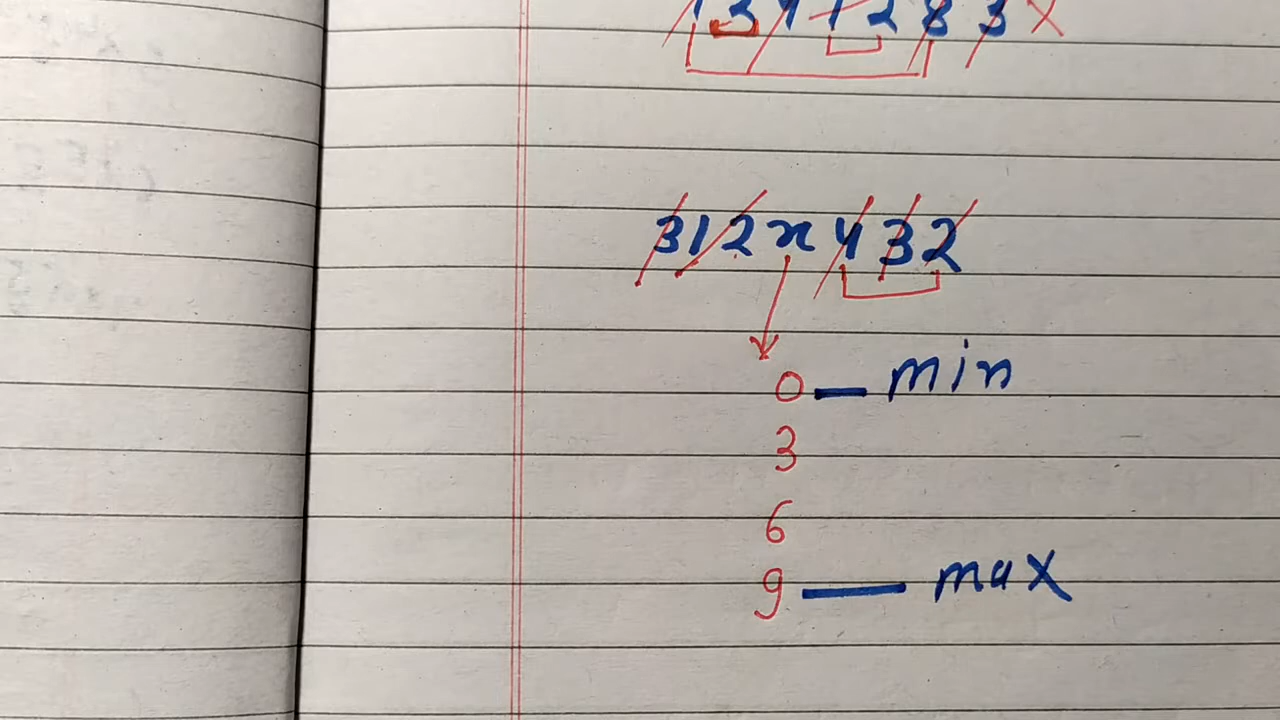 312x432
0 — min
3
6
9 — max